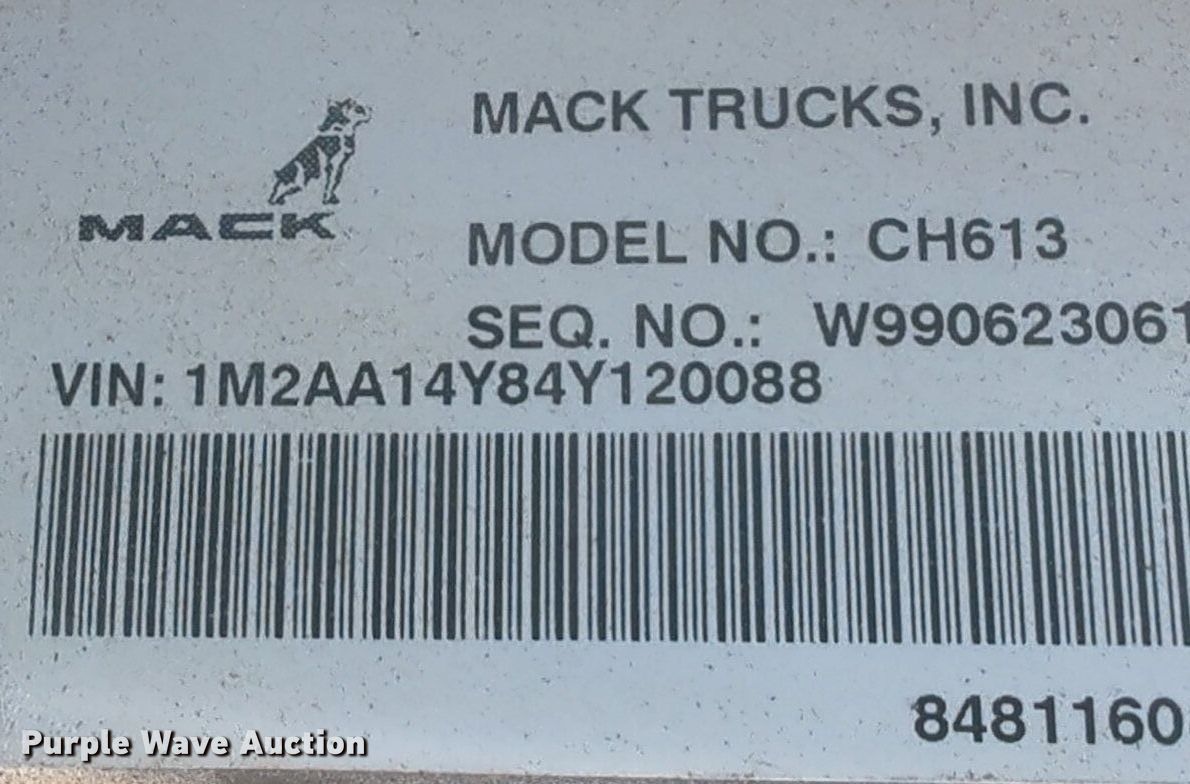 MACK TRUCKS, INC.
MACK
MODEL NO.: CH613
SEQ. NO.: W990623061
VIN: 1M2AA14Y84Y120088
8481160
Purple Wave Auction